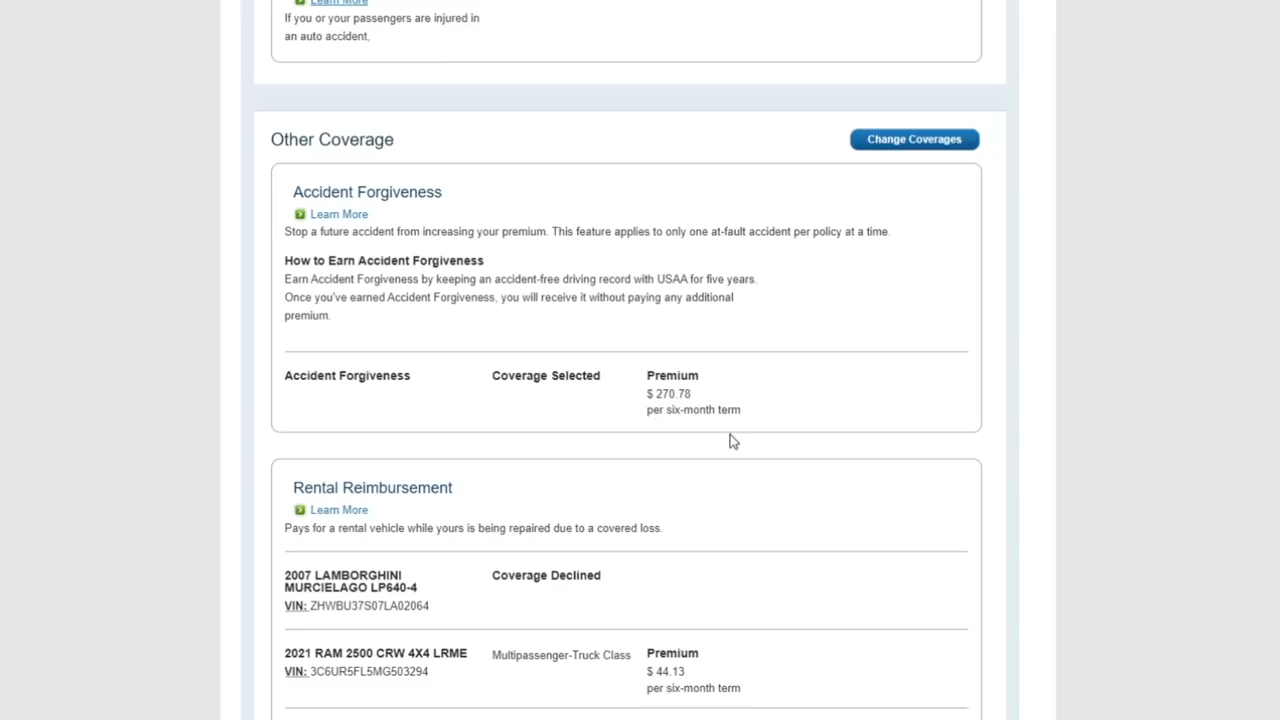 Learn More
If you or your passengers are injured in
an auto accident,
Other Coverage
Change Coverages
Accident Forgiveness
Learn More
Stop a future accident from increasing your premium. This feature applies to only one at-fault accident per policy at a time.
How to Earn Accident Forgiveness
Earn Accident Forgiveness by keeping an accident-free driving record with USAA for five years.
Once you've earned Accident Forgiveness, you will receive it without paying any additional
premium.
Accident Forgiveness
Coverage Selected
Premium
$ 270.78
per six-month term
Rental Reimbursement
Learn More
Pays for a rental vehicle while yours is being repaired due to a covered loss.
2007 LAMBORGHINI
MURCIELAGO LP640-4
VIN: ZHWBU37S07LA02064
Coverage Declined
2021 RAM 2500 CRW 4X4 LRME
VIN: 3C6UR5FL5MG503294
Multipassenger-Truck Class
Premium
$ 44.13
per six-month term